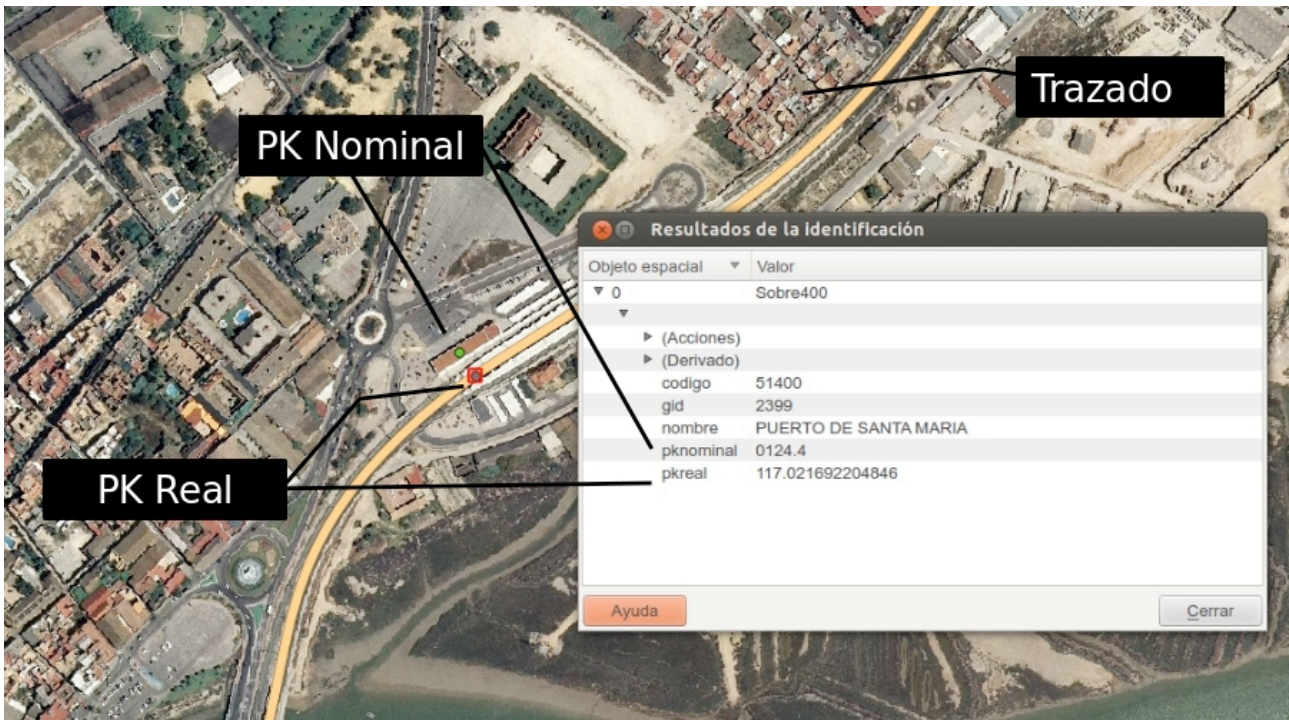 Trazado
PK Nominal
Resultados de la identificación
Objeto espacial Valor
0 Sobre400
(Acciones)
(Derivado)
codigo 51400
gid 2399
nombre PUERTO DE SANTA MARIA
pknominal 0124.4
pkreal 117.021692204846
PK Real
Ayuda Cerrar